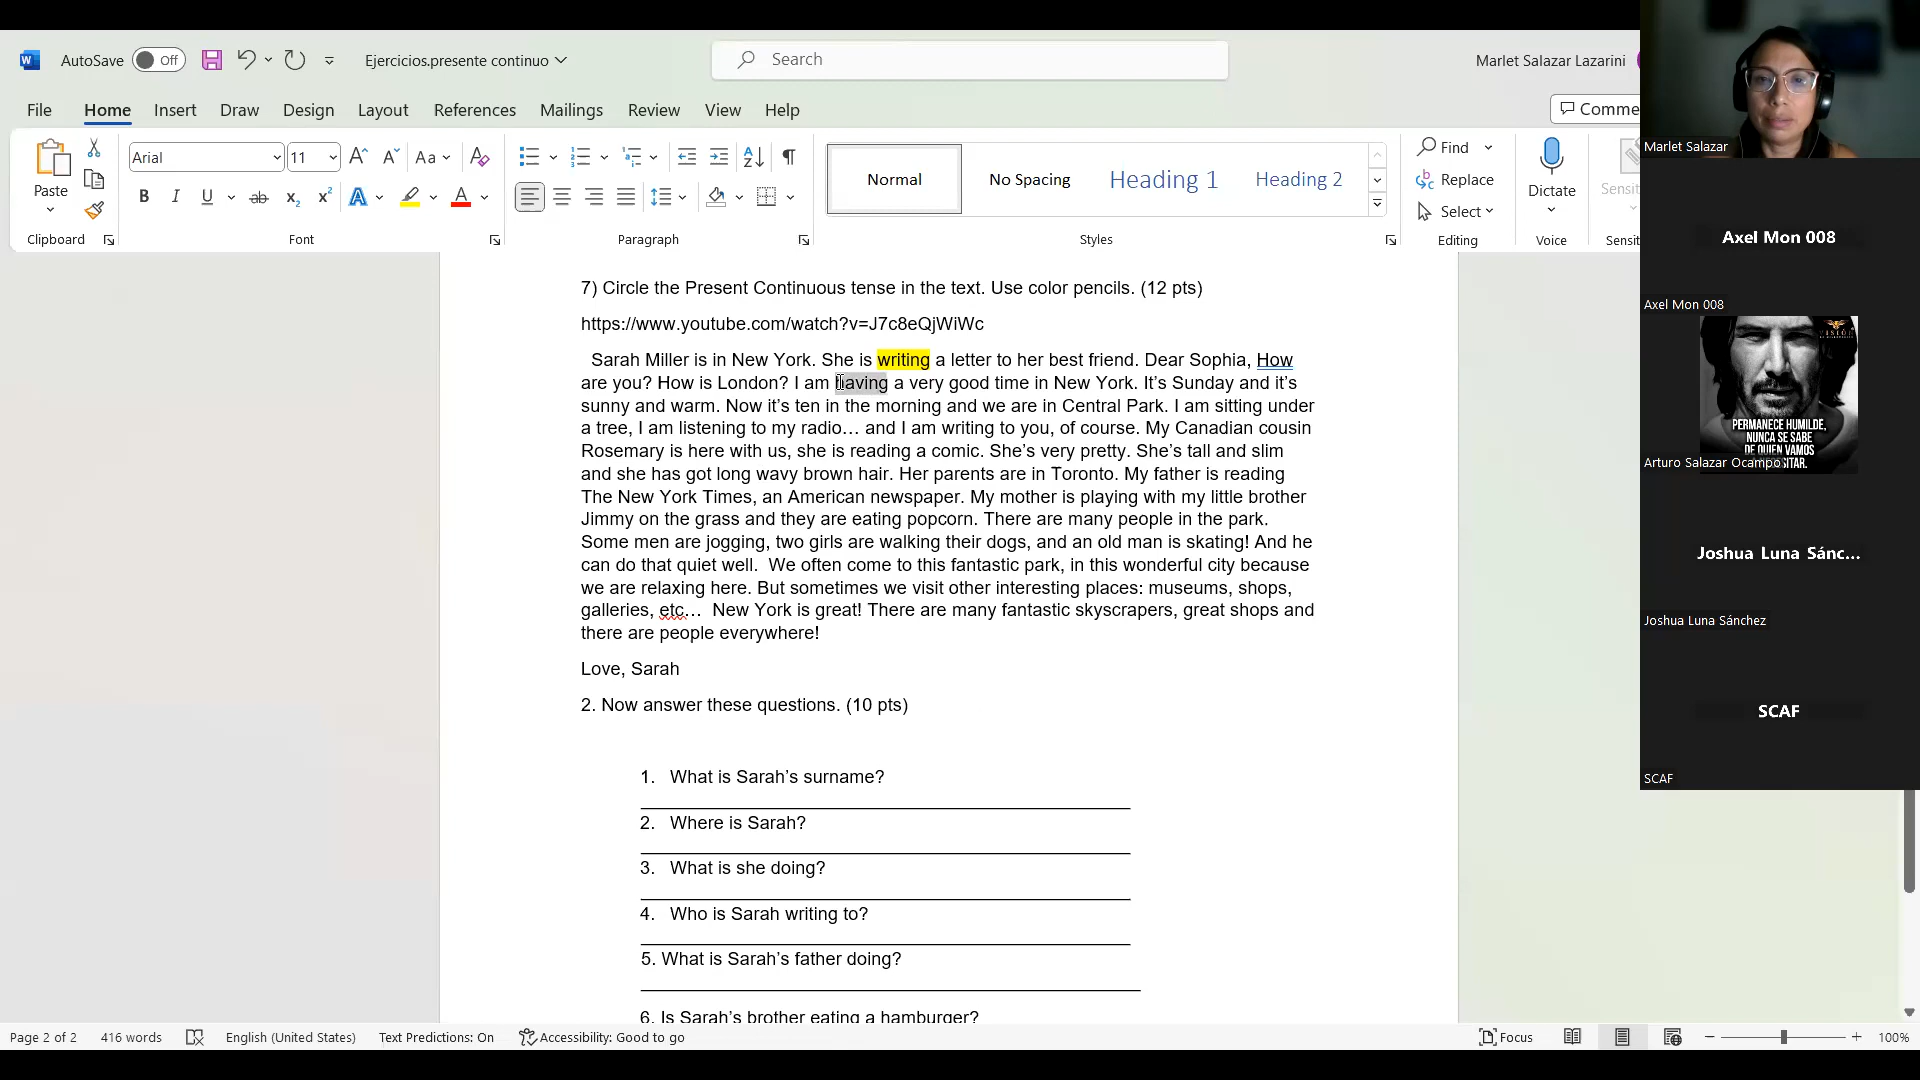 AutoSave Off Ejercicios.presente continuo Search Marlet Salazar Lazarini
File Home Insert Draw Design Layout References Mailings Review View Help
Paste
Clipboard
Arial 11
Font
Paragraph
Normal No Spacing Heading 1 Heading 2
Styles
Find
Replace
Select
Editing
Dictate
Voice
7) Circle the Present Continuous tense in the text. Use color pencils. (12 pts)
https://www.youtube.com/watch?v=J7c8eQjWiWc
Sarah Miller is in New York. She is writing a letter to her best friend. Dear Sophia, How
are you? How is London? I am having a very good time in New York. It’s Sunday and it’s
sunny and warm. Now it’s ten in the morning and we are in Central Park. I am sitting under
a tree, I am listening to my radio… and I am writing to you, of course. My Canadian cousin
Rosemary is here with us, she is reading a comic. She’s very pretty. She’s tall and slim
and she has got long wavy brown hair. Her parents are in Toronto. My father is reading
The New York Times, an American newspaper. My mother is playing with my little brother
Jimmy on the grass and they are eating popcorn. There are many people in the park.
Some men are jogging, two girls are walking their dogs, and an old man is skating! And he
can do that quiet well.  We often come to this fantastic park, in this wonderful city because
we are relaxing here. But sometimes we visit other interesting places: museums, shops,
galleries, etc…  New York is great! There are many fantastic skyscrapers, great shops and
there are people everywhere!
Love, Sarah
2. Now answer these questions. (10 pts)
1. What is Sarah’s surname?
2. Where is Sarah?
3. What is she doing?
4. Who is Sarah writing to?
5. What is Sarah’s father doing?
6. Is Sarah’s brother eating a hamburger?
Page 2 of 2 416 words English (United States) Text Predictions: On Accessibility: Good to go Focus 100%
Marlet Salazar
Axel Mon 008
Axel Mon 008
PERMANECE HUMILDE,
NUNCA SE SABE
DE QUIEN VAMOS
Arturo Salazar Ocampo
Joshua Luna Sánc...
Joshua Luna Sánchez
SCAF
SCAF